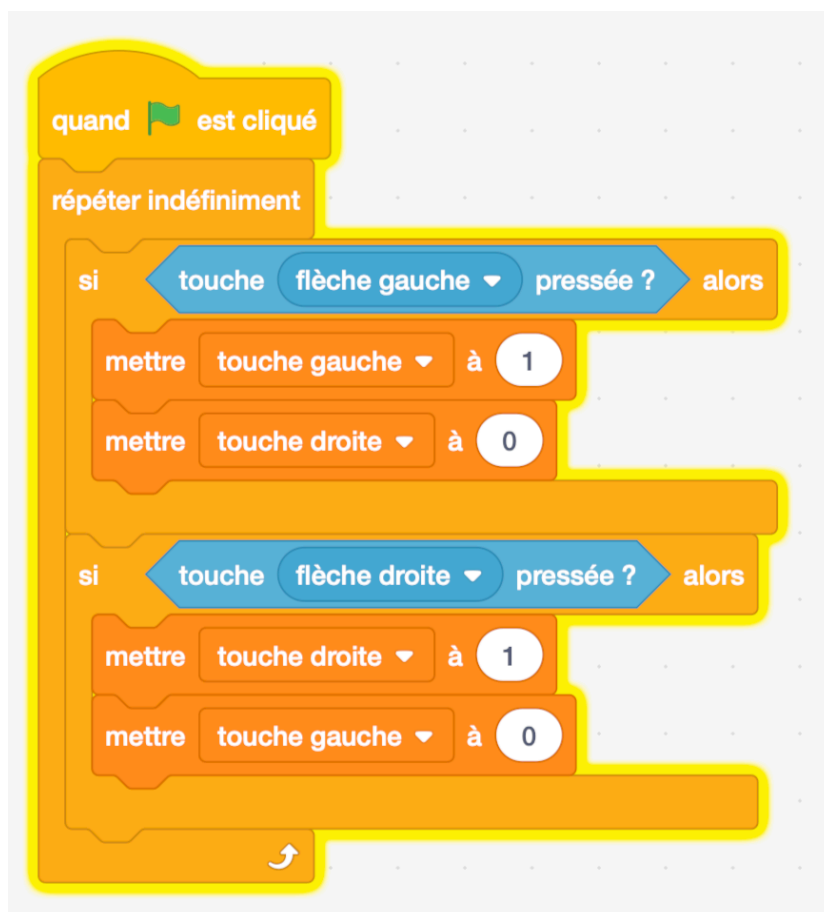 quand est cliqué
répéter indéfiniment
si touche flèche gauche pressée ? alors
mettre touche gauche à 1
mettre touche droite à 0
si touche flèche droite pressée ? alors
mettre touche droite à 1
mettre touche gauche à 0